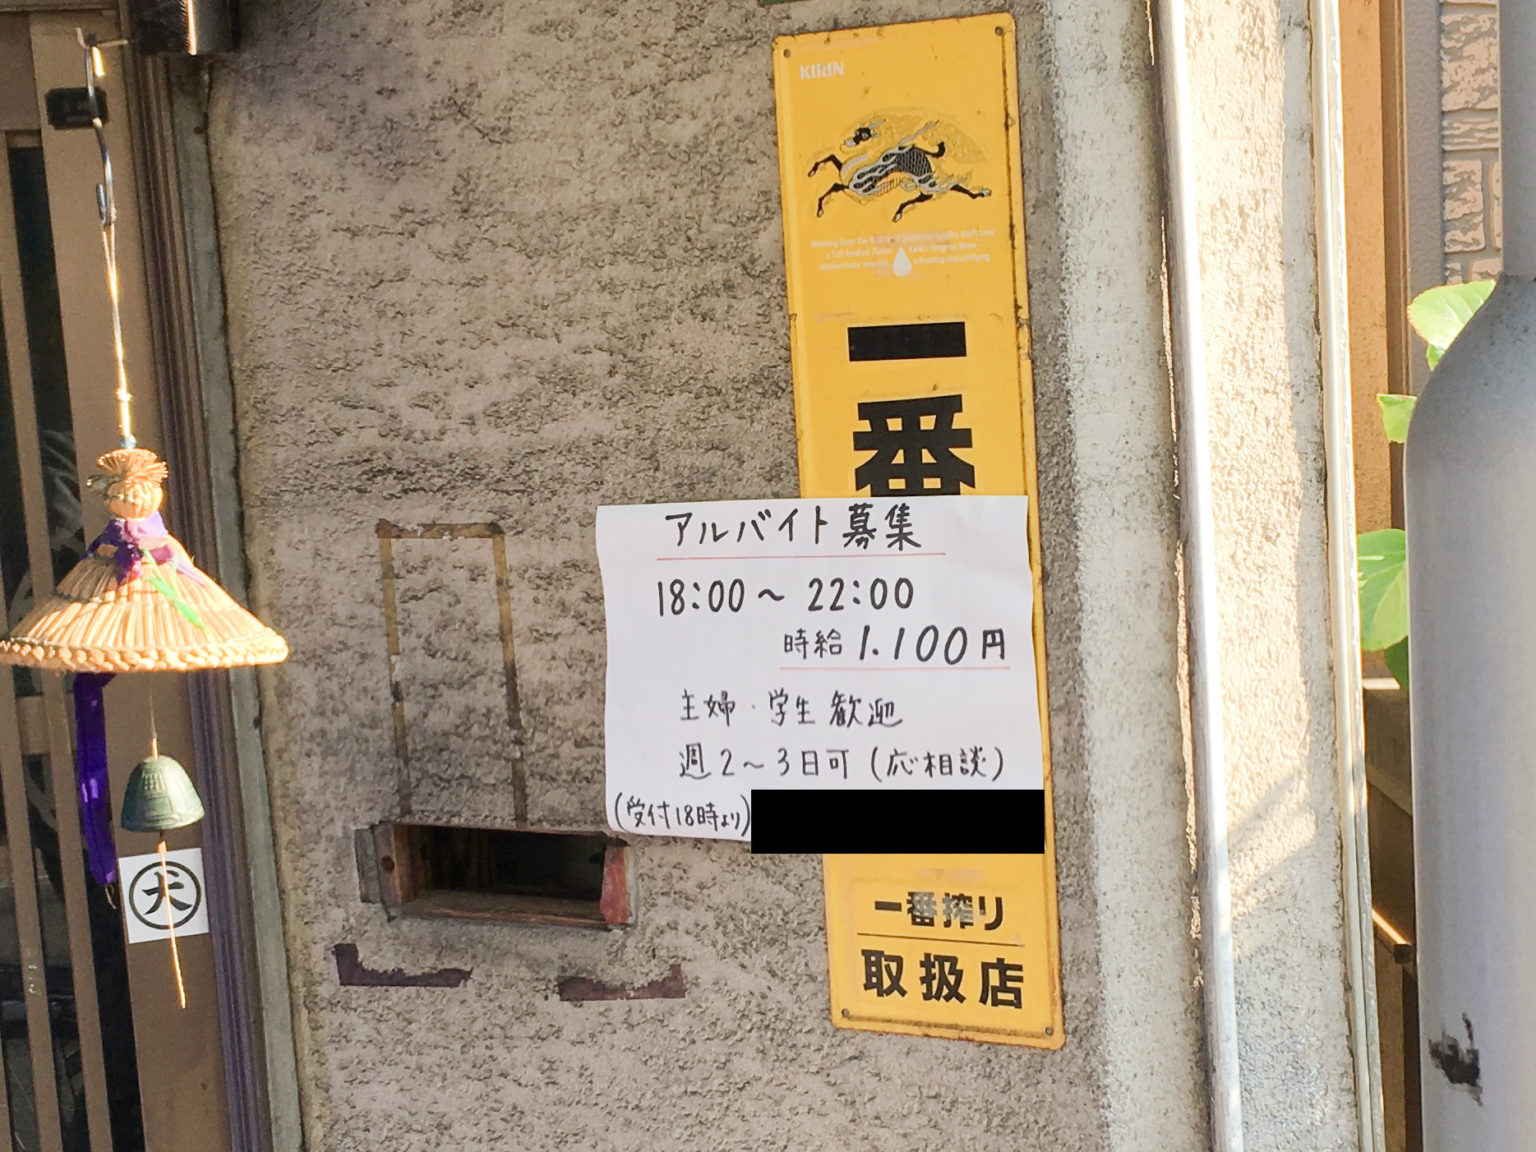 KIRIN
一番
アルバイト募集
18:00～22:00
時給1.100円
主婦・学生歓迎
週2～3日可(応相談)
(受付18時より)
一番搾り
取扱店
犬